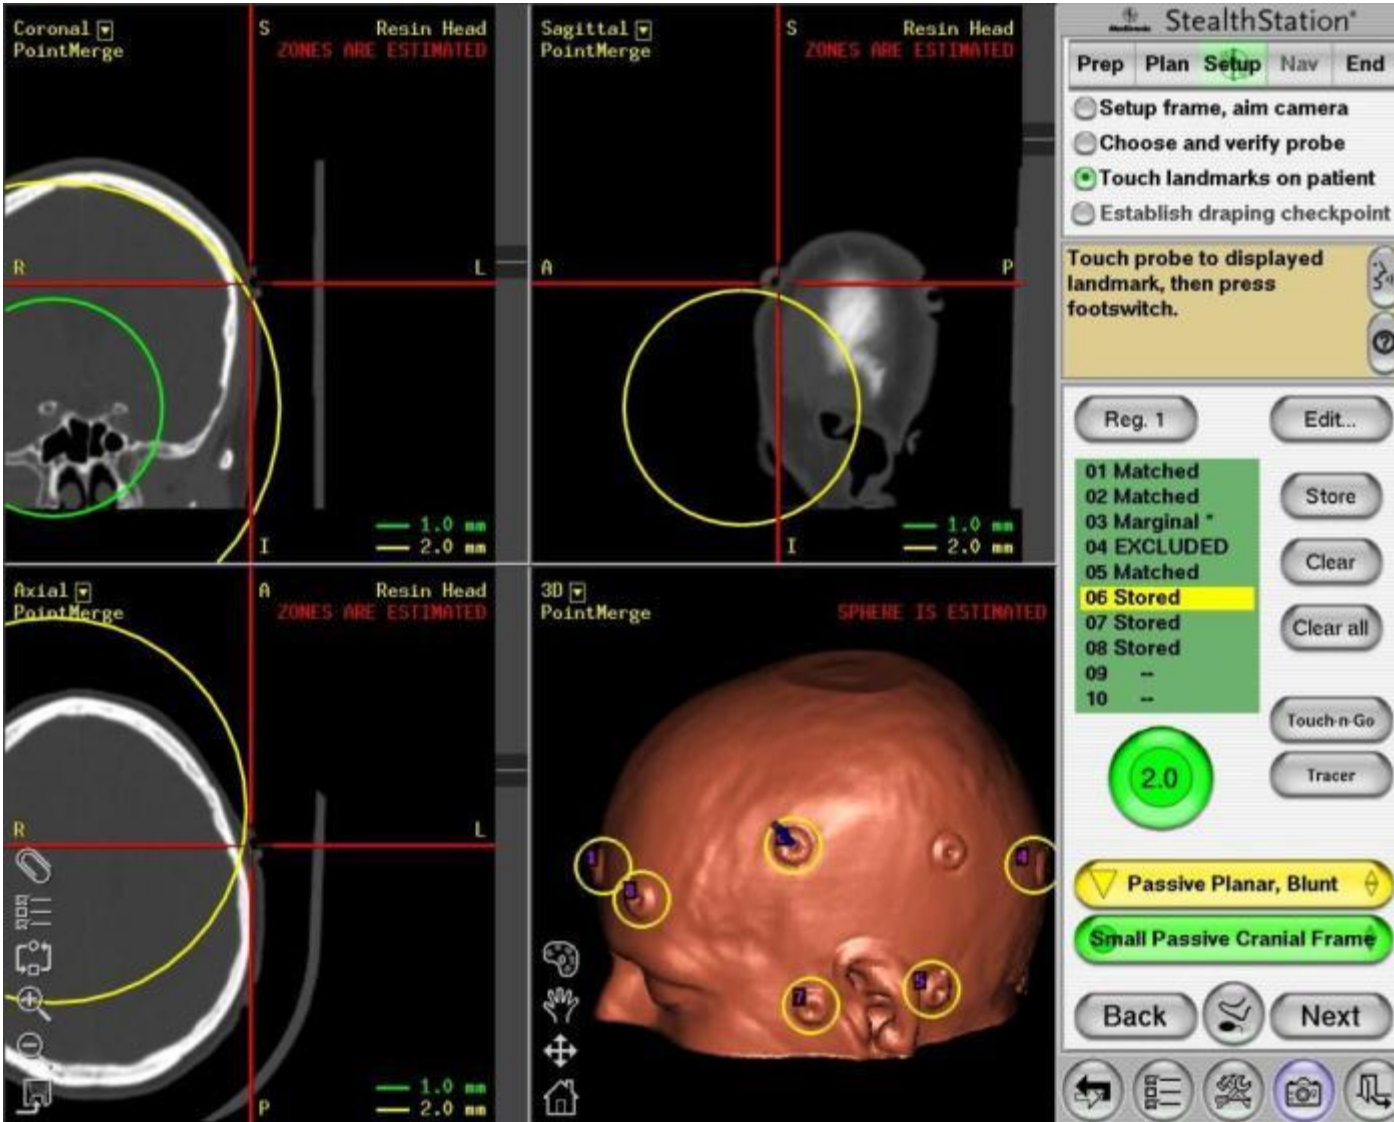 Coronal
PointMerge
S
Resin Head
ZONES ARE ESTIMATED
R
L
I
1.0 mm
2.0 mm
Sagittal
PointMerge
S
Resin Head
ZONES ARE ESTIMATED
A
P
I
1.0 mm
2.0 mm
Axial
PointMerge
A
Resin Head
ZONES ARE ESTIMATED
R
L
P
1.0 mm
2.0 mm
3D
PointMerge
SPHERE IS ESTIMATED
1
4
7
5
StealthStation®
Prep Plan Setup Nav End
Setup frame, aim camera
Choose and verify probe
Touch landmarks on patient
Establish draping checkpoint
Touch probe to displayed
landmark, then press
footswitch.
?
Reg. 1
Edit...
01 Matched
02 Matched
03 Marginal *
04 EXCLUDED
05 Matched
06 Stored
07 Stored
08 Stored
09 --
10 --
Store
Clear
Clear all
Touch-n-Go
Tracer
2.0
Passive Planar, Blunt
Small Passive Cranial Frame
Back
Next